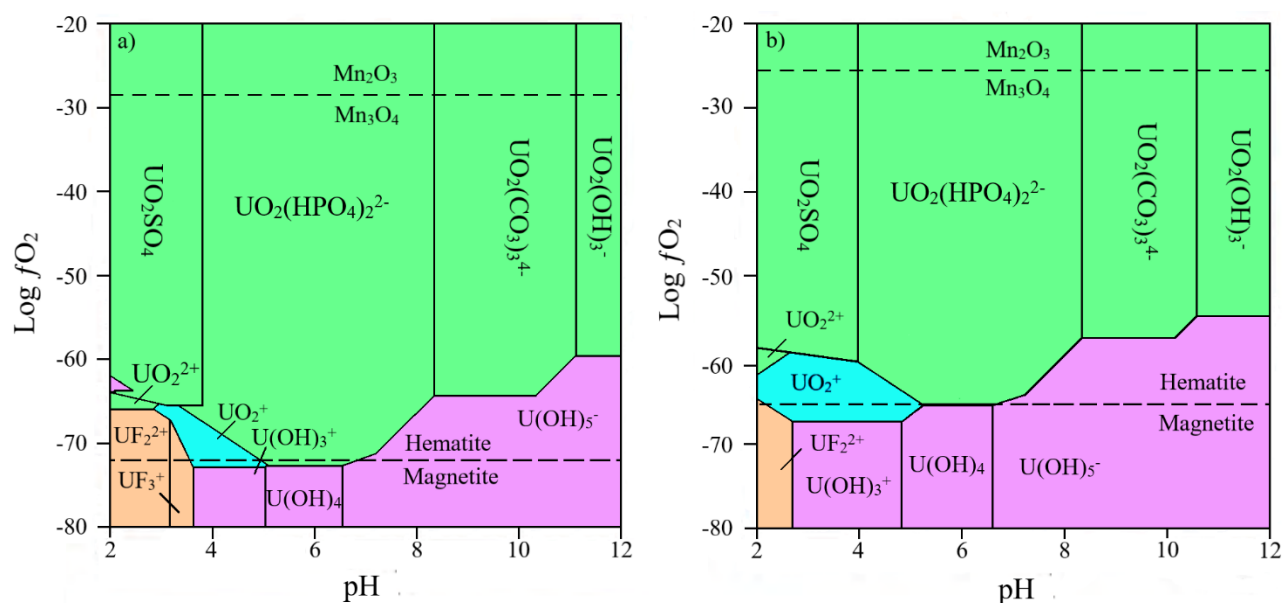 a)
Log fO₂
-20
-30
-40
-50
-60
-70
-80
Mn₂O₃
Mn₃O₄
UO₂SO₄
UO₂(HPO₄)₂²⁻
UO₂(CO₃)₃⁴⁻
UO₂(OH)₃⁻
UO₂²⁺
UO₂⁺
UF₂²⁺
UF₃⁺
U(OH)₃⁺
U(OH)₄
U(OH)₅⁻
Hematite
Magnetite
2 4 6 8 10 12
pH
b)
Log fO₂
-20
-30
-40
-50
-60
-70
-80
Mn₂O₃
Mn₃O₄
UO₂SO₄
UO₂(HPO₄)₂²⁻
UO₂(CO₃)₃⁴⁻
UO₂(OH)₃⁻
UO₂²⁺
UO₂⁺
Hematite
Magnetite
UF₂²⁺
U(OH)₃⁺
U(OH)₄
U(OH)₅⁻
2 4 6 8 10 12
pH